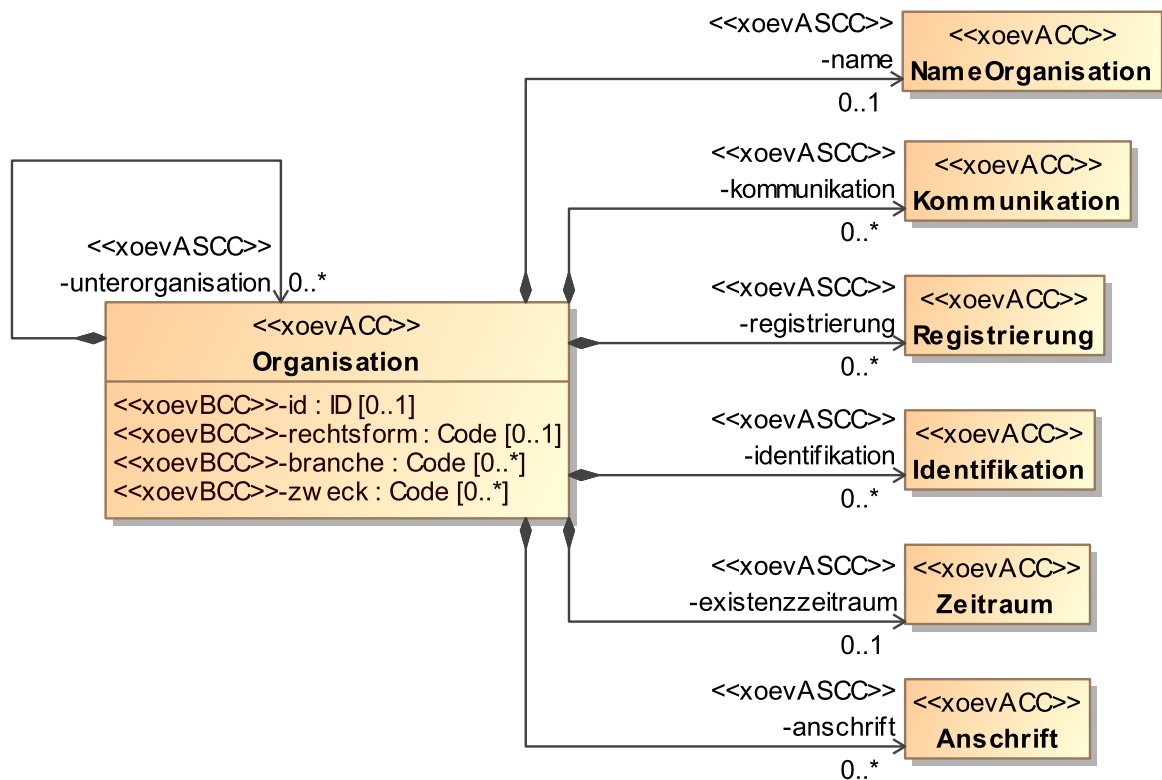 <<xoevASCC>>
-name
0..1
<<xoevACC>>
NameOrganisation
<<xoevASCC>>
-kommunikation
0..*
<<xoevACC>>
Kommunikation
<<xoevASCC>>
-unterorganisation
0..*
<<xoevACC>>
Organisation
<<xoevBCC>>-id : ID [0..1]
<<xoevBCC>>-rechtsform : Code [0..1]
<<xoevBCC>>-branche : Code [0..*]
<<xoevBCC>>-zweck : Code [0..*]
<<xoevASCC>>
-registrierung
0..*
<<xoevACC>>
Registrierung
<<xoevASCC>>
-identifikation
0..*
<<xoevACC>>
Identifikation
<<xoevASCC>>
-existenzzeitraum
0..1
<<xoevACC>>
Zeitraum
<<xoevASCC>>
-anschrift
0..*
<<xoevACC>>
Anschrift